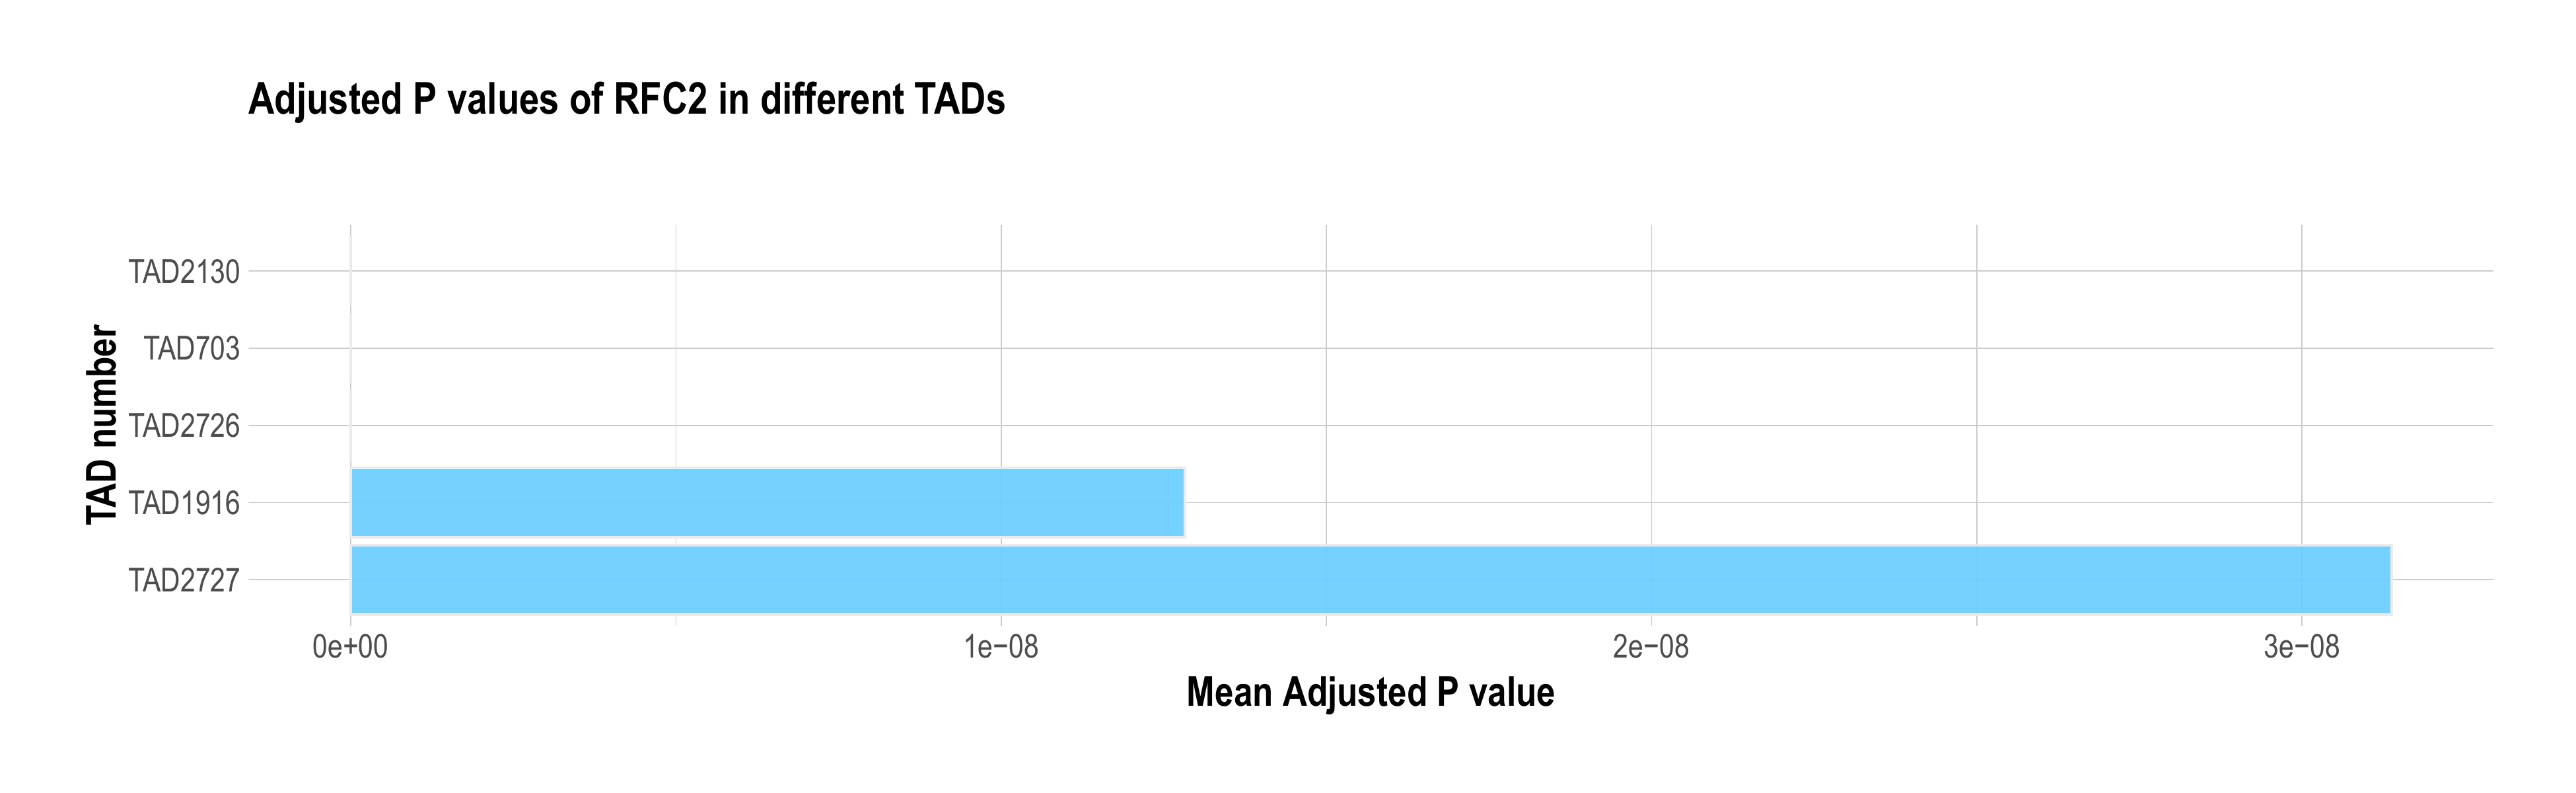 Adjusted P values of RFC2 in different TADs
TAD number
TAD2130
TAD703
TAD2726
TAD1916
TAD2727
0e+00
1e−08
2e−08
3e−08
Mean Adjusted P value